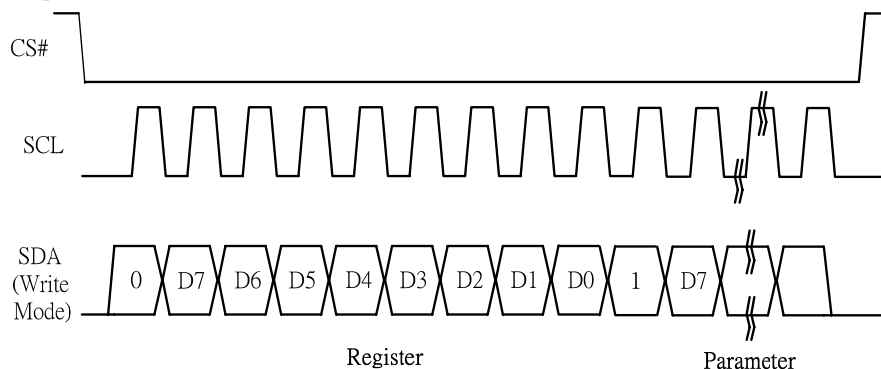 CS#
SCL
SDA
(Write
Mode)
0 D7 D6 D5 D4 D3 D2 D1 D0 1 D7
Register Parameter